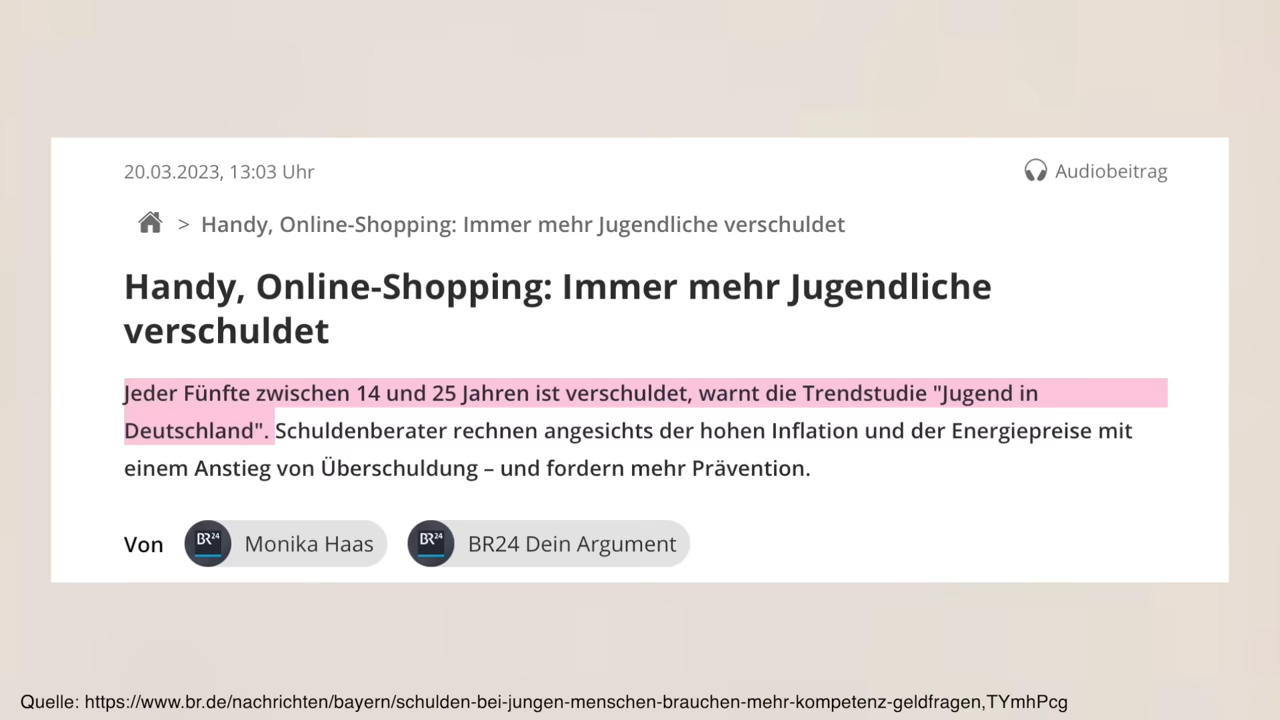 20.03.2023, 13:03 Uhr
Audiobeitrag
> Handy, Online-Shopping: Immer mehr Jugendliche verschuldet
Handy, Online-Shopping: Immer mehr Jugendliche
verschuldet
Jeder Fünfte zwischen 14 und 25 Jahren ist verschuldet, warnt die Trendstudie "Jugend in
Deutschland". Schuldenberater rechnen angesichts der hohen Inflation und der Energiepreise mit
einem Anstieg von Überschuldung – und fordern mehr Prävention.
Von BR24 Monika Haas BR24 BR24 Dein Argument
Quelle: https://www.br.de/nachrichten/bayern/schulden-bei-jungen-menschen-brauchen-mehr-kompetenz-geldfragen,TYmhPcg